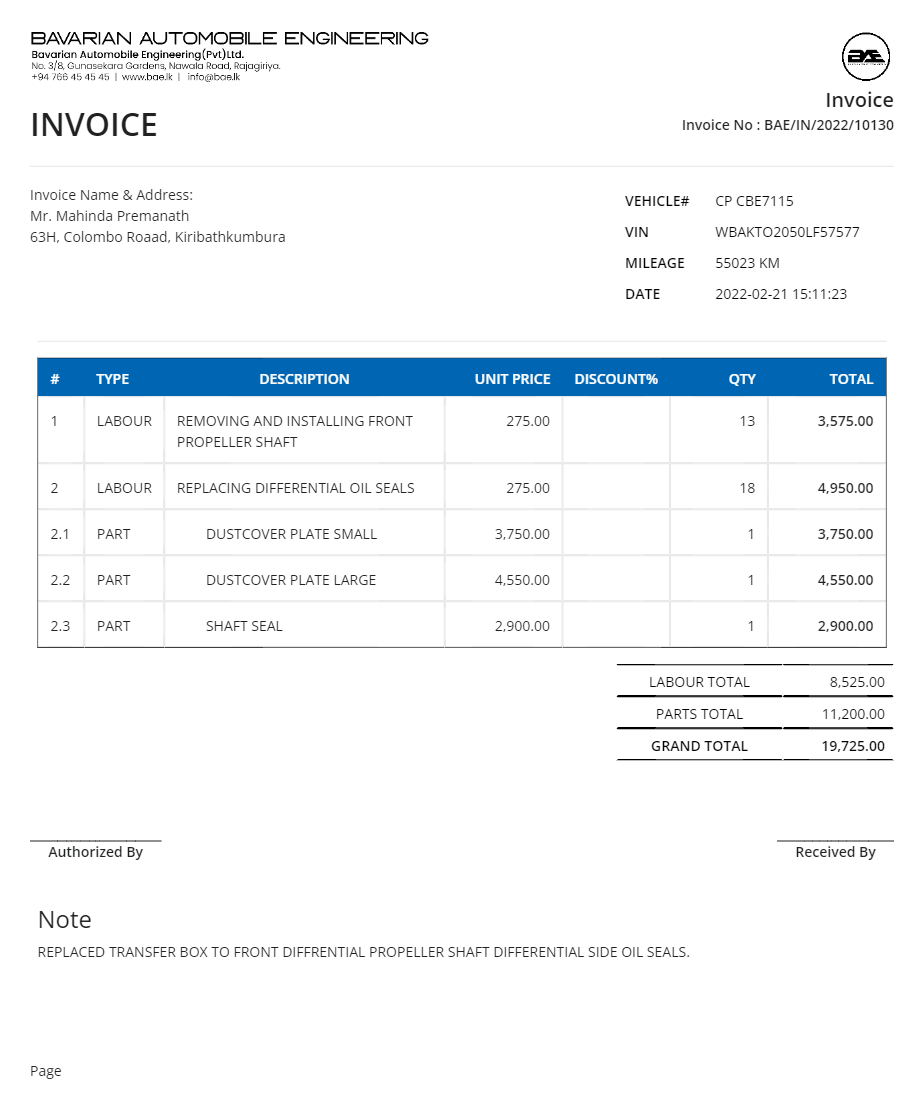 BAVARIAN AUTOMOBILE ENGINEERING
Bavarian Automobile Engineering(Pvt)Ltd.
No. 3/8, Gunasekara Gardens, Nawala Road, Rajagiriya.
+94 766 45 45 45 | www.bae.lk | info@bae.lk
BAE
Invoice
INVOICE
Invoice No : BAE/IN/2022/10130
Invoice Name & Address:
Mr. Mahinda Premanath
63H, Colombo Roaad, Kiribathkumbura
VEHICLE# CP CBE7115
VIN WBAKTO2050LF57577
MILEAGE 55023 KM
DATE 2022-02-21 15:11:23
# TYPE DESCRIPTION UNIT PRICE DISCOUNT% QTY TOTAL
1 LABOUR REMOVING AND INSTALLING FRONT 275.00 13 3,575.00
PROPELLER SHAFT
2 LABOUR REPLACING DIFFERENTIAL OIL SEALS 275.00 18 4,950.00
2.1 PART DUSTCOVER PLATE SMALL 3,750.00 1 3,750.00
2.2 PART DUSTCOVER PLATE LARGE 4,550.00 1 4,550.00
2.3 PART SHAFT SEAL 2,900.00 1 2,900.00
LABOUR TOTAL 8,525.00
PARTS TOTAL 11,200.00
GRAND TOTAL 19,725.00
Authorized By
Received By
Note
REPLACED TRANSFER BOX TO FRONT DIFFRENTIAL PROPELLER SHAFT DIFFERENTIAL SIDE OIL SEALS.
Page